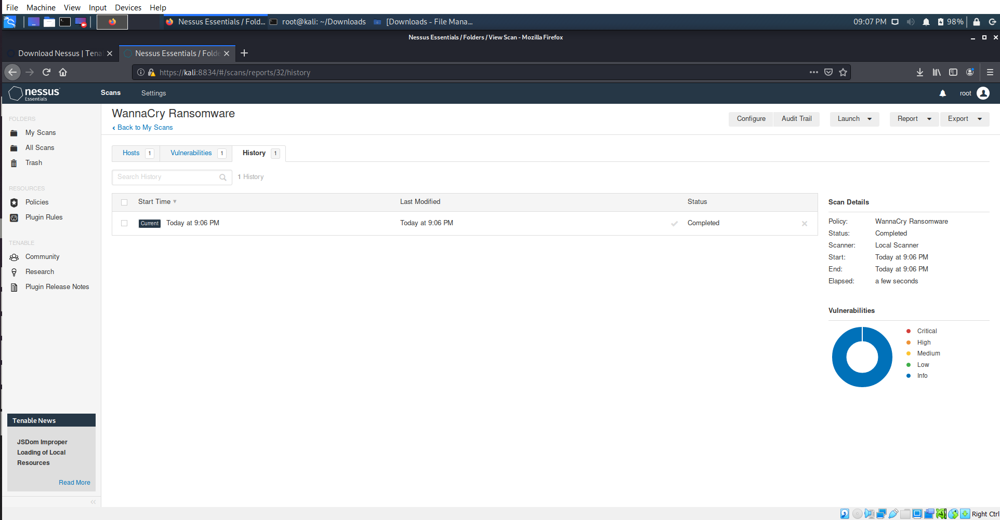 File Machine View Input Devices Help
Nessus Essentials / Fold... root@kali: ~/Downloads [Downloads - File Mana... 09:07 PM 98%
Nessus Essentials / Folders / View Scan - Mozilla Firefox
Download Nessus | Tena Nessus Essentials / Folde
https://kali:8834/#/scans/reports/32/history
nessus Essentials Scans Settings root
WannaCry Ransomware
Configure Audit Trail Launch Report Export
Back to My Scans
FOLDERS
My Scans
All Scans
Trash
RESOURCES
Policies
Plugin Rules
TENABLE
Community
Research
Plugin Release Notes
Tenable News
JSDom Improper
Loading of Local
Resources
Read More
Hosts 1 Vulnerabilities 1 History 1
Search History 1 History
Start Time Last Modified Status
Current Today at 9:06 PM Today at 9:06 PM Completed
Scan Details
Policy: WannaCry Ransomware
Status: Completed
Scanner: Local Scanner
Start: Today at 9:06 PM
End: Today at 9:06 PM
Elapsed: a few seconds
Vulnerabilities
Critical
High
Medium
Low
Info
Right Ctrl